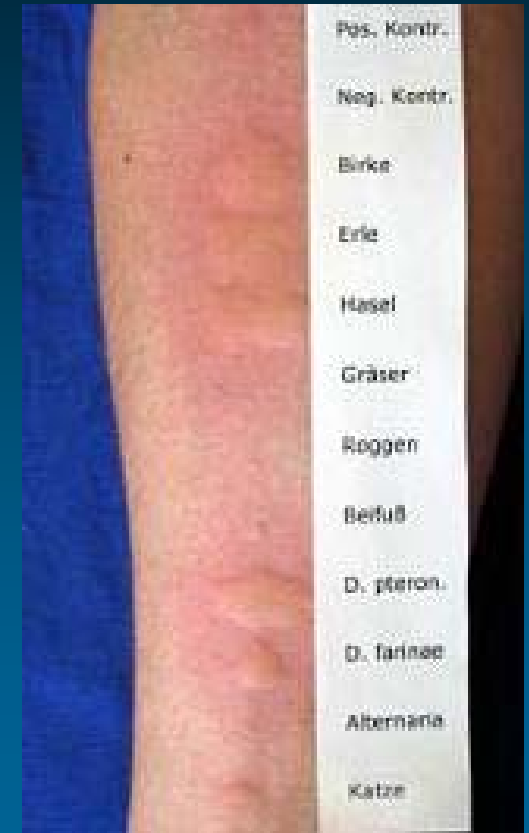 Pos. Kontr.
Neg. Kontr.
Birke
Erle
Hasel
Gräser
Roggen
Beifuß
D. pteron.
D. farinae
Alternaria
Katze